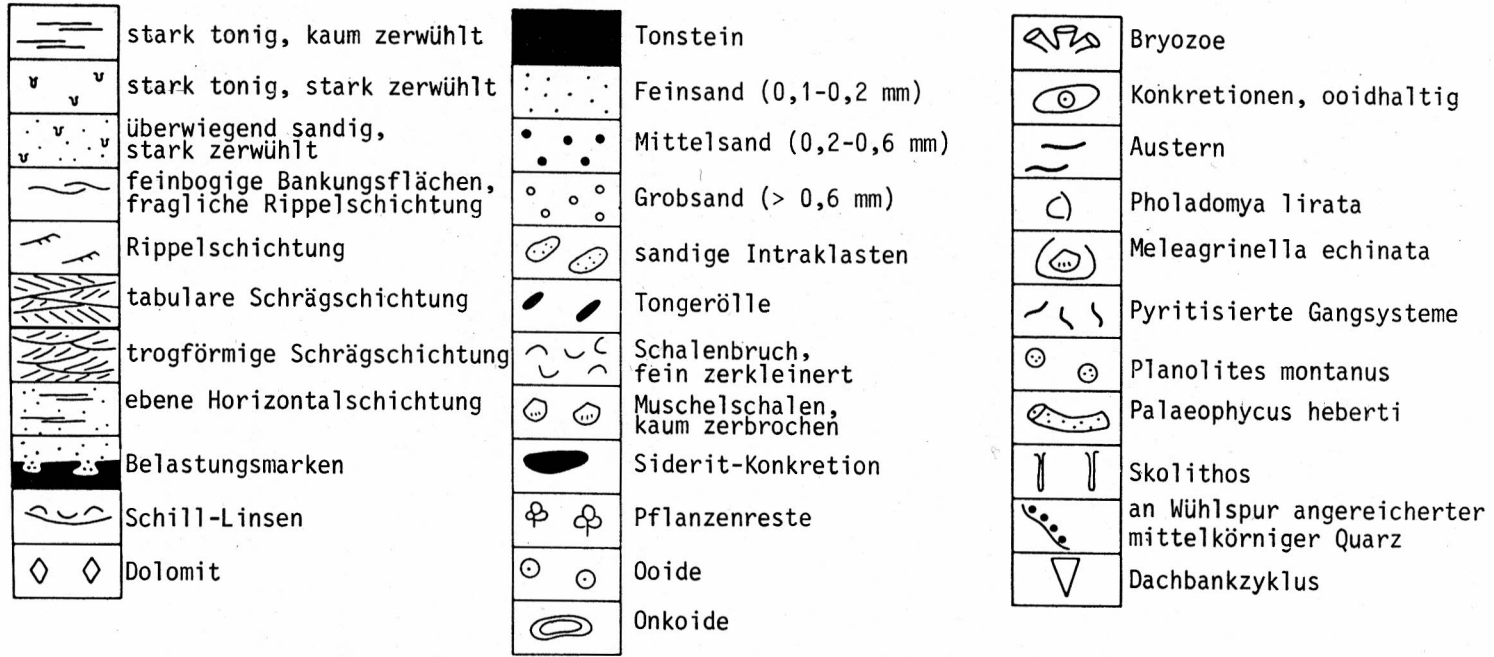 stark tonig, kaum zerwühlt
stark tonig, stark zerwühlt
überwiegend sandig,
stark zerwühlt
feinbogige Bankungsflächen,
fragliche Rippelschichtung
Rippelschichtung
tabulare Schrägschichtung
trogförmige Schrägschichtung
ebene Horizontalschichtung
Belastungsmarken
Schill-Linsen
Dolomit
Tonstein
Feinsand (0,1-0,2 mm)
Mittelsand (0,2-0,6 mm)
Grobsand (> 0,6 mm)
sandige Intraklasten
Tongerölle
Schalenbruch,
fein zerkleinert
Muschelschalen,
kaum zerbrochen
Siderit-Konkretion
Pflanzenreste
Ooide
Onkoide
Bryozoe
Konkretionen, ooidhaltig
Austern
Pholadomya lirata
Meleagrinella echinata
Pyritisierte Gangsysteme
Planolites montanus
Palaeophycus heberti
Skolithos
an Wühlspur angereicherter
mittelkörniger Quarz
Dachbankzyklus